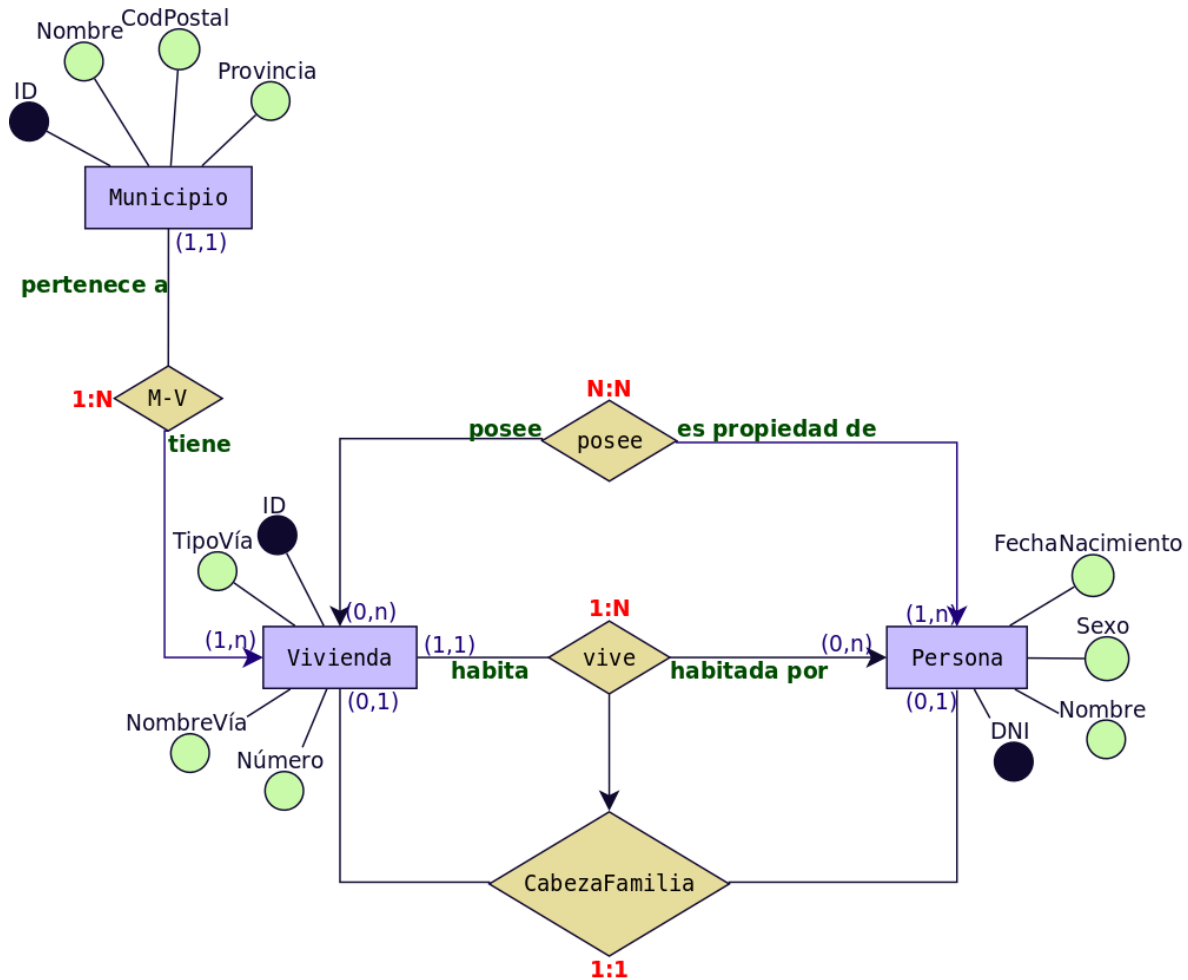 CodPostal
Nombre
Provincia
ID
Municipio
(1,1)
pertenece a
1:N
M-V
tiene
N:N
posee
posee
es propiedad de
ID
TipoVía
FechaNacimiento
(0,n)
1:N
(1,n)
Sexo
(1,n)
Vivienda
(1,1)
vive
(0,n)
Persona
habita
habitada por
(0,1)
(0,1)
Nombre
NombreVía
DNI
Número
CabezaFamilia
1:1